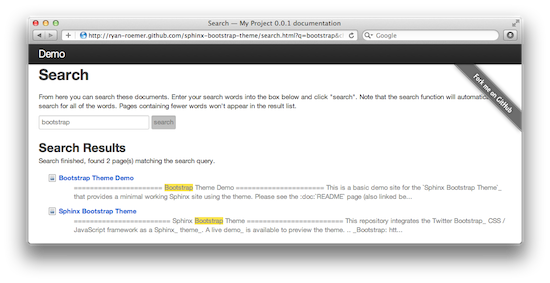 Search — My Project 0.0.1 documentation
http://ryan-roemer.github.com/sphinx-bootstrap-theme/search.html?q=bootstrap&c
Google
Demo
Fork me on GitHub
Search
From here you can search these documents. Enter your search words into the box below and click "search". Note that the search function will automatic
search for all of the words. Pages containing fewer words won't appear in the result list.
bootstrap search
Search Results
Search finished, found 2 page(s) matching the search query.
Bootstrap Theme Demo
====================== Bootstrap Theme Demo ====================== This is a basic demo site for the `Sphinx Bootstrap Theme`_
that provides a minimal working Sphinx site using the theme. Please see the :doc:`README` page (also linked be...
Sphinx Bootstrap Theme
======================== Sphinx Bootstrap Theme ======================== This repository integrates the Twitter Bootstrap_ CSS /
JavaScript framework as a Sphinx_ theme_. A live demo_ is available to preview the theme. .. _Bootstrap: htt...